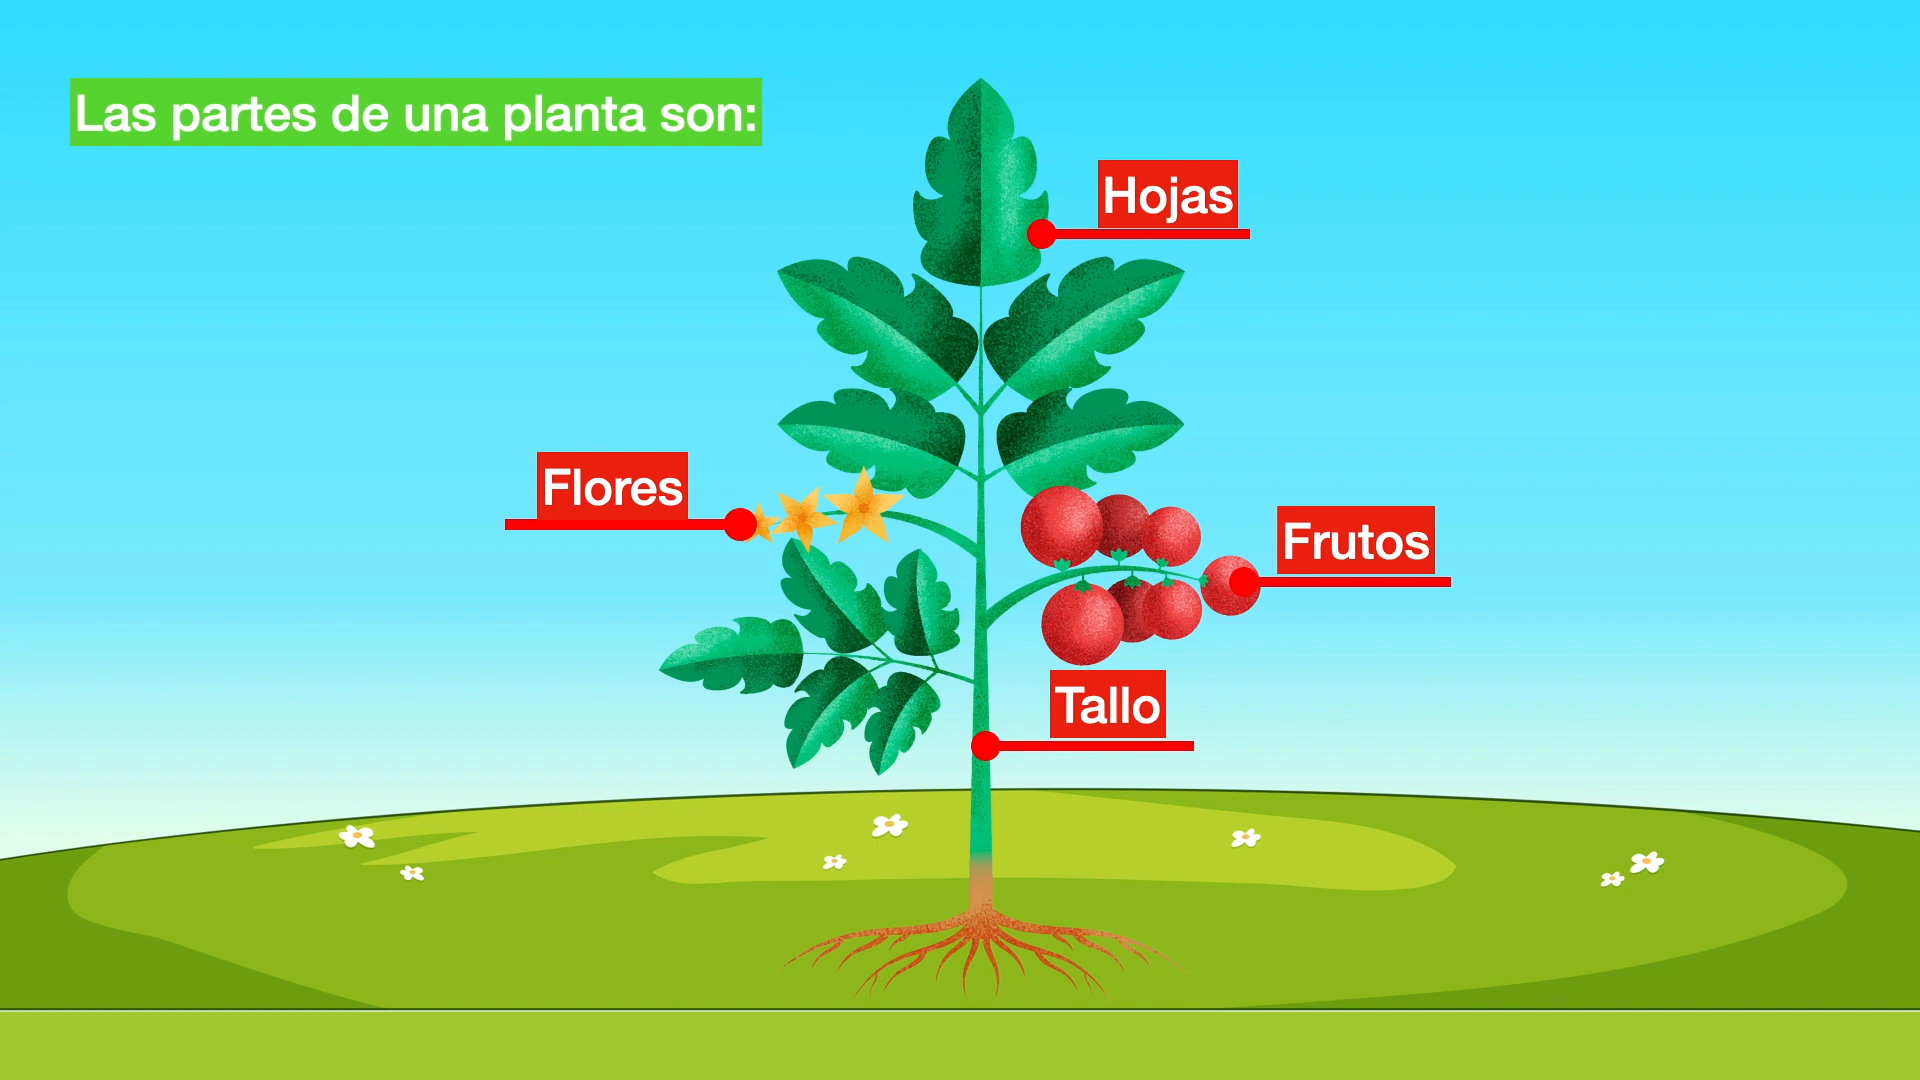 Las partes de una planta son:
Hojas
Flores
Frutos
Tallo